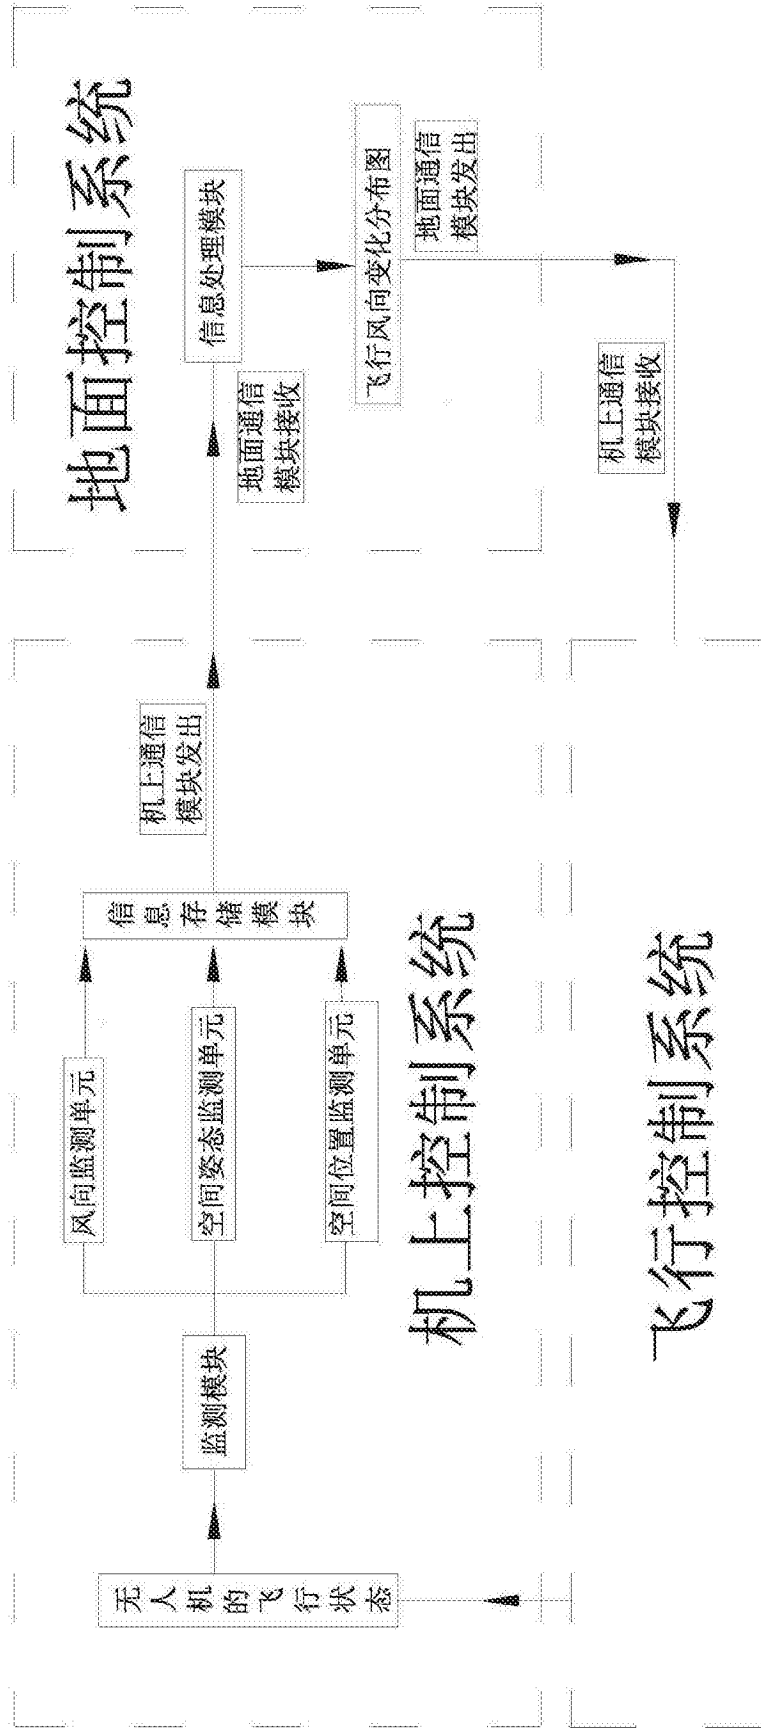 无人机的飞行状态
监测模块
风向监测单元
空间姿态监测单元
空间位置监测单元
信息存储模块
机上通信
模块发出
机上控制系统
地面控制系统
地面通信
模块接收
信息处理模块
飞行风向变化分布图
地面通信
模块发出
机上通信
模块接收
飞行控制系统